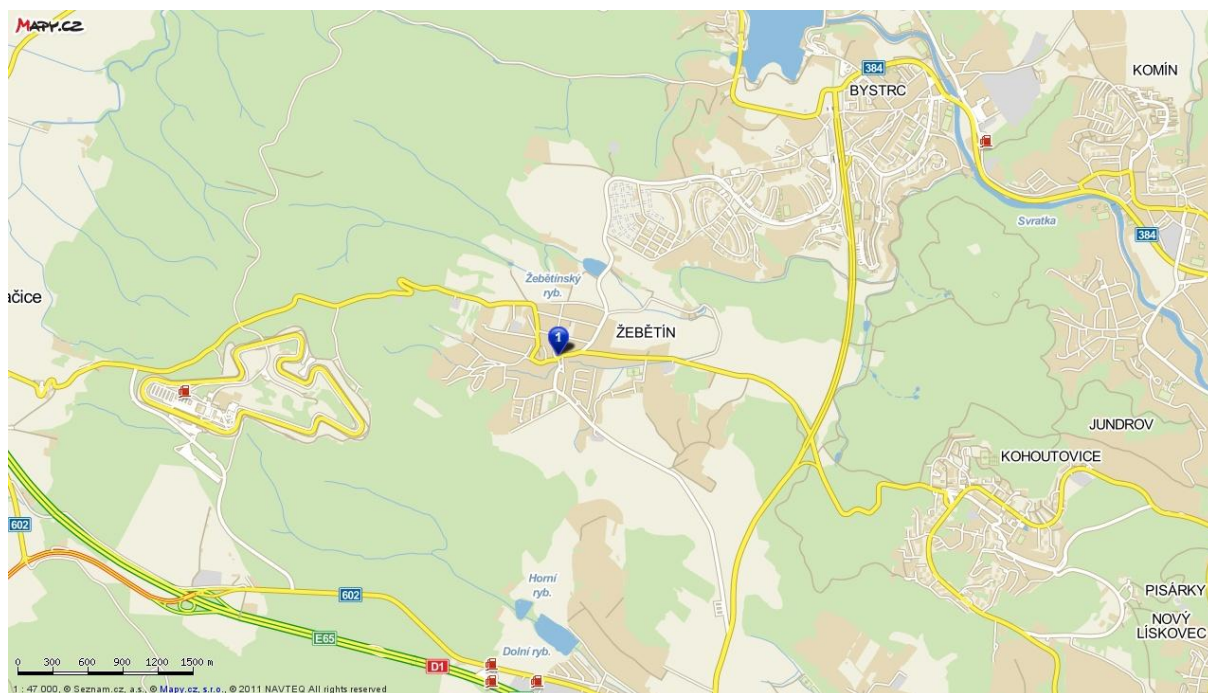 MAPY.CZ
384
BYSTRC
KOMÍN
Svratka
384
Žebětínský
ryb.
ačice
1
ŽEBĚTÍN
JUNDROV
KOHOUTOVICE
602
Horní
ryb.
602
PISÁRKY
NOVÝ
LÍSKOVEC
E65
Dolní ryb.
D1
0 300 600 900 1200 1500 m
1 : 47 000, © Seznam.cz, a.s., © Mapy.cz, s.r.o., © 2011 NAVTEQ All rights reserved